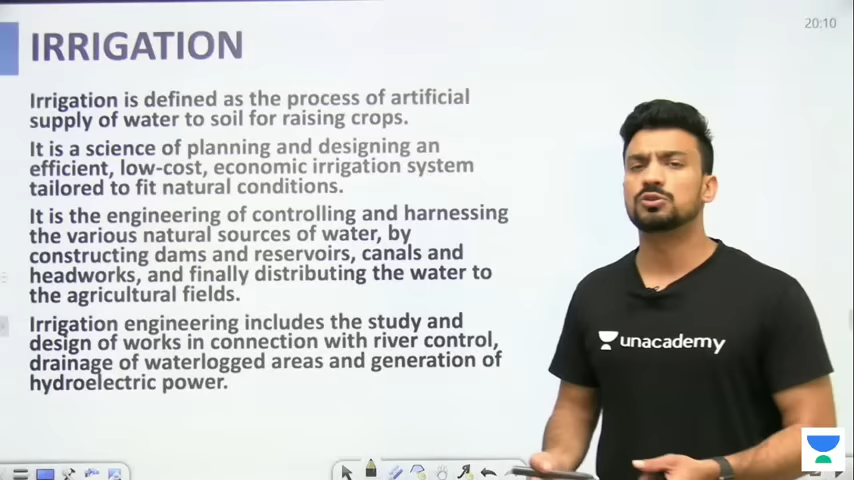 20:10
IRRIGATION
Irrigation is defined as the process of artificial
supply of water to soil for raising crops.
It is a science of planning and designing an
efficient, low-cost, economic irrigation system
tailored to fit natural conditions.
It is the engineering of controlling and harnessing
the various natural sources of water, by
constructing dams and reservoirs, canals and
headworks, and finally distributing the water to
the agricultural fields.
Irrigation engineering includes the study and
design of works in connection with river control,
drainage of waterlogged areas and generation of
hydroelectric power.
unacademy